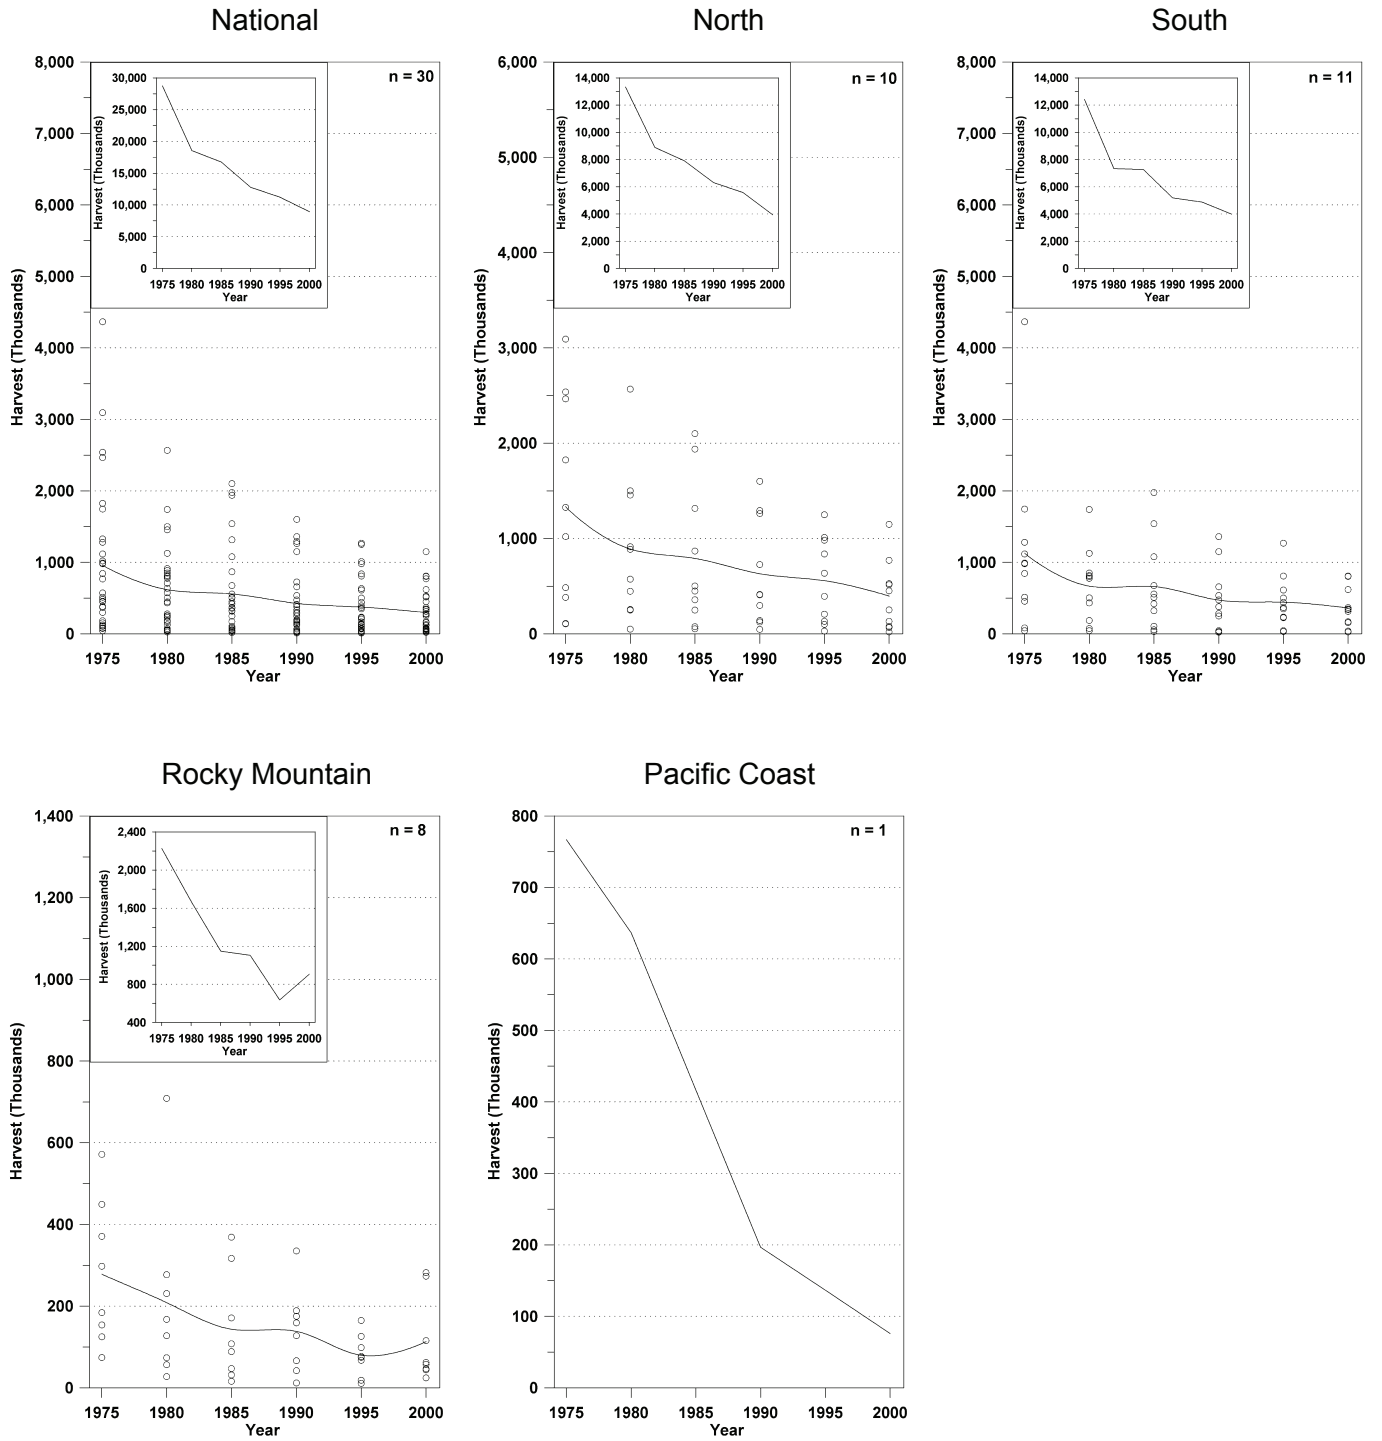 National
North
South
8,000
7,000
6,000
5,000
4,000
3,000
2,000
1,000
0
Harvest (Thousands)
1975 1980 1985 1990 1995 2000
Year
n = 30
30,000
25,000
20,000
15,000
10,000
5,000
0
Harvest (Thousands)
1975 1980 1985 1990 1995 2000
Year
6,000
5,000
4,000
3,000
2,000
1,000
0
Harvest (Thousands)
1975 1980 1985 1990 1995 2000
Year
n = 10
14,000
12,000
10,000
8,000
6,000
4,000
2,000
0
Harvest (Thousands)
1975 1980 1985 1990 1995 2000
Year
8,000
7,000
6,000
5,000
4,000
3,000
2,000
1,000
0
Harvest (Thousands)
1975 1980 1985 1990 1995 2000
Year
n = 11
14,000
12,000
10,000
8,000
6,000
4,000
2,000
0
Harvest (Thousands)
1975 1980 1985 1990 1995 2000
Year
Rocky Mountain
Pacific Coast
1,400
1,200
1,000
800
600
400
200
0
Harvest (Thousands)
1975 1980 1985 1990 1995 2000
Year
n = 8
2,400
2,000
1,600
1,200
800
400
Harvest (Thousands)
1975 1980 1985 1990 1995 2000
Year
800
700
600
500
400
300
200
100
0
Harvest (Thousands)
1975 1980 1985 1990 1995 2000
Year
n = 1